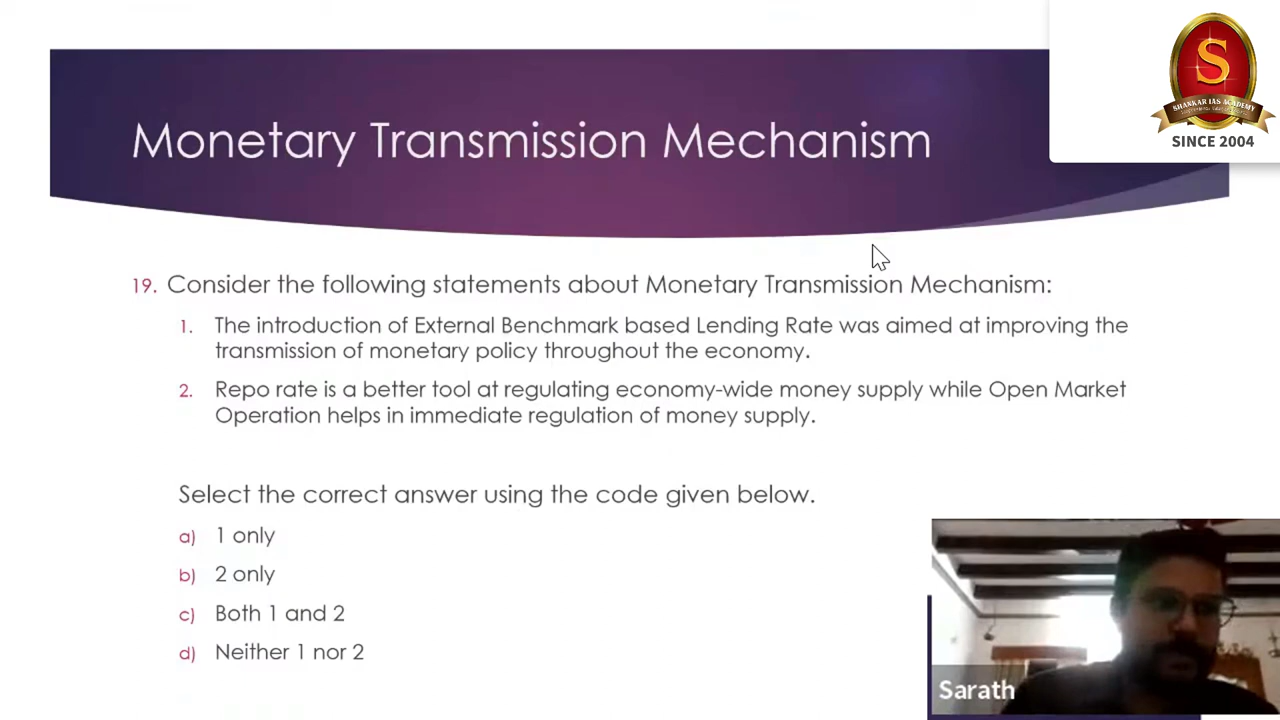 S
SHANKAR IAS ACADEMY
SINCE 2004
Monetary Transmission Mechanism
19. Consider the following statements about Monetary Transmission Mechanism:
1. The introduction of External Benchmark based Lending Rate was aimed at improving the
transmission of monetary policy throughout the economy.
2. Repo rate is a better tool at regulating economy-wide money supply while Open Market
Operation helps in immediate regulation of money supply.
Select the correct answer using the code given below.
a) 1 only
b) 2 only
c) Both 1 and 2
d) Neither 1 nor 2
Sarath